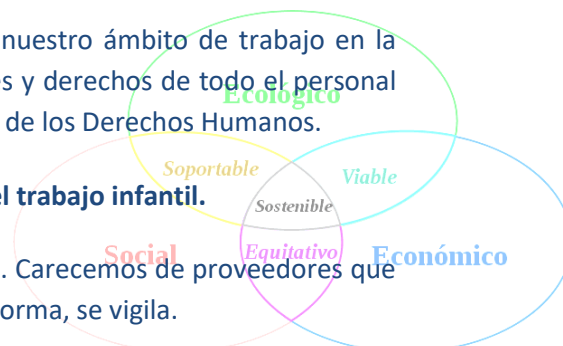 nuestro ámbito de trabajo en la
es y derechos de todo el personal
Ecológico
de los Derechos Humanos.
Soportable
Viable
el trabajo infantil.
Sostenible
Social
Equitativo
Económico
. Carecemos de proveedores que
orma, se vigila.